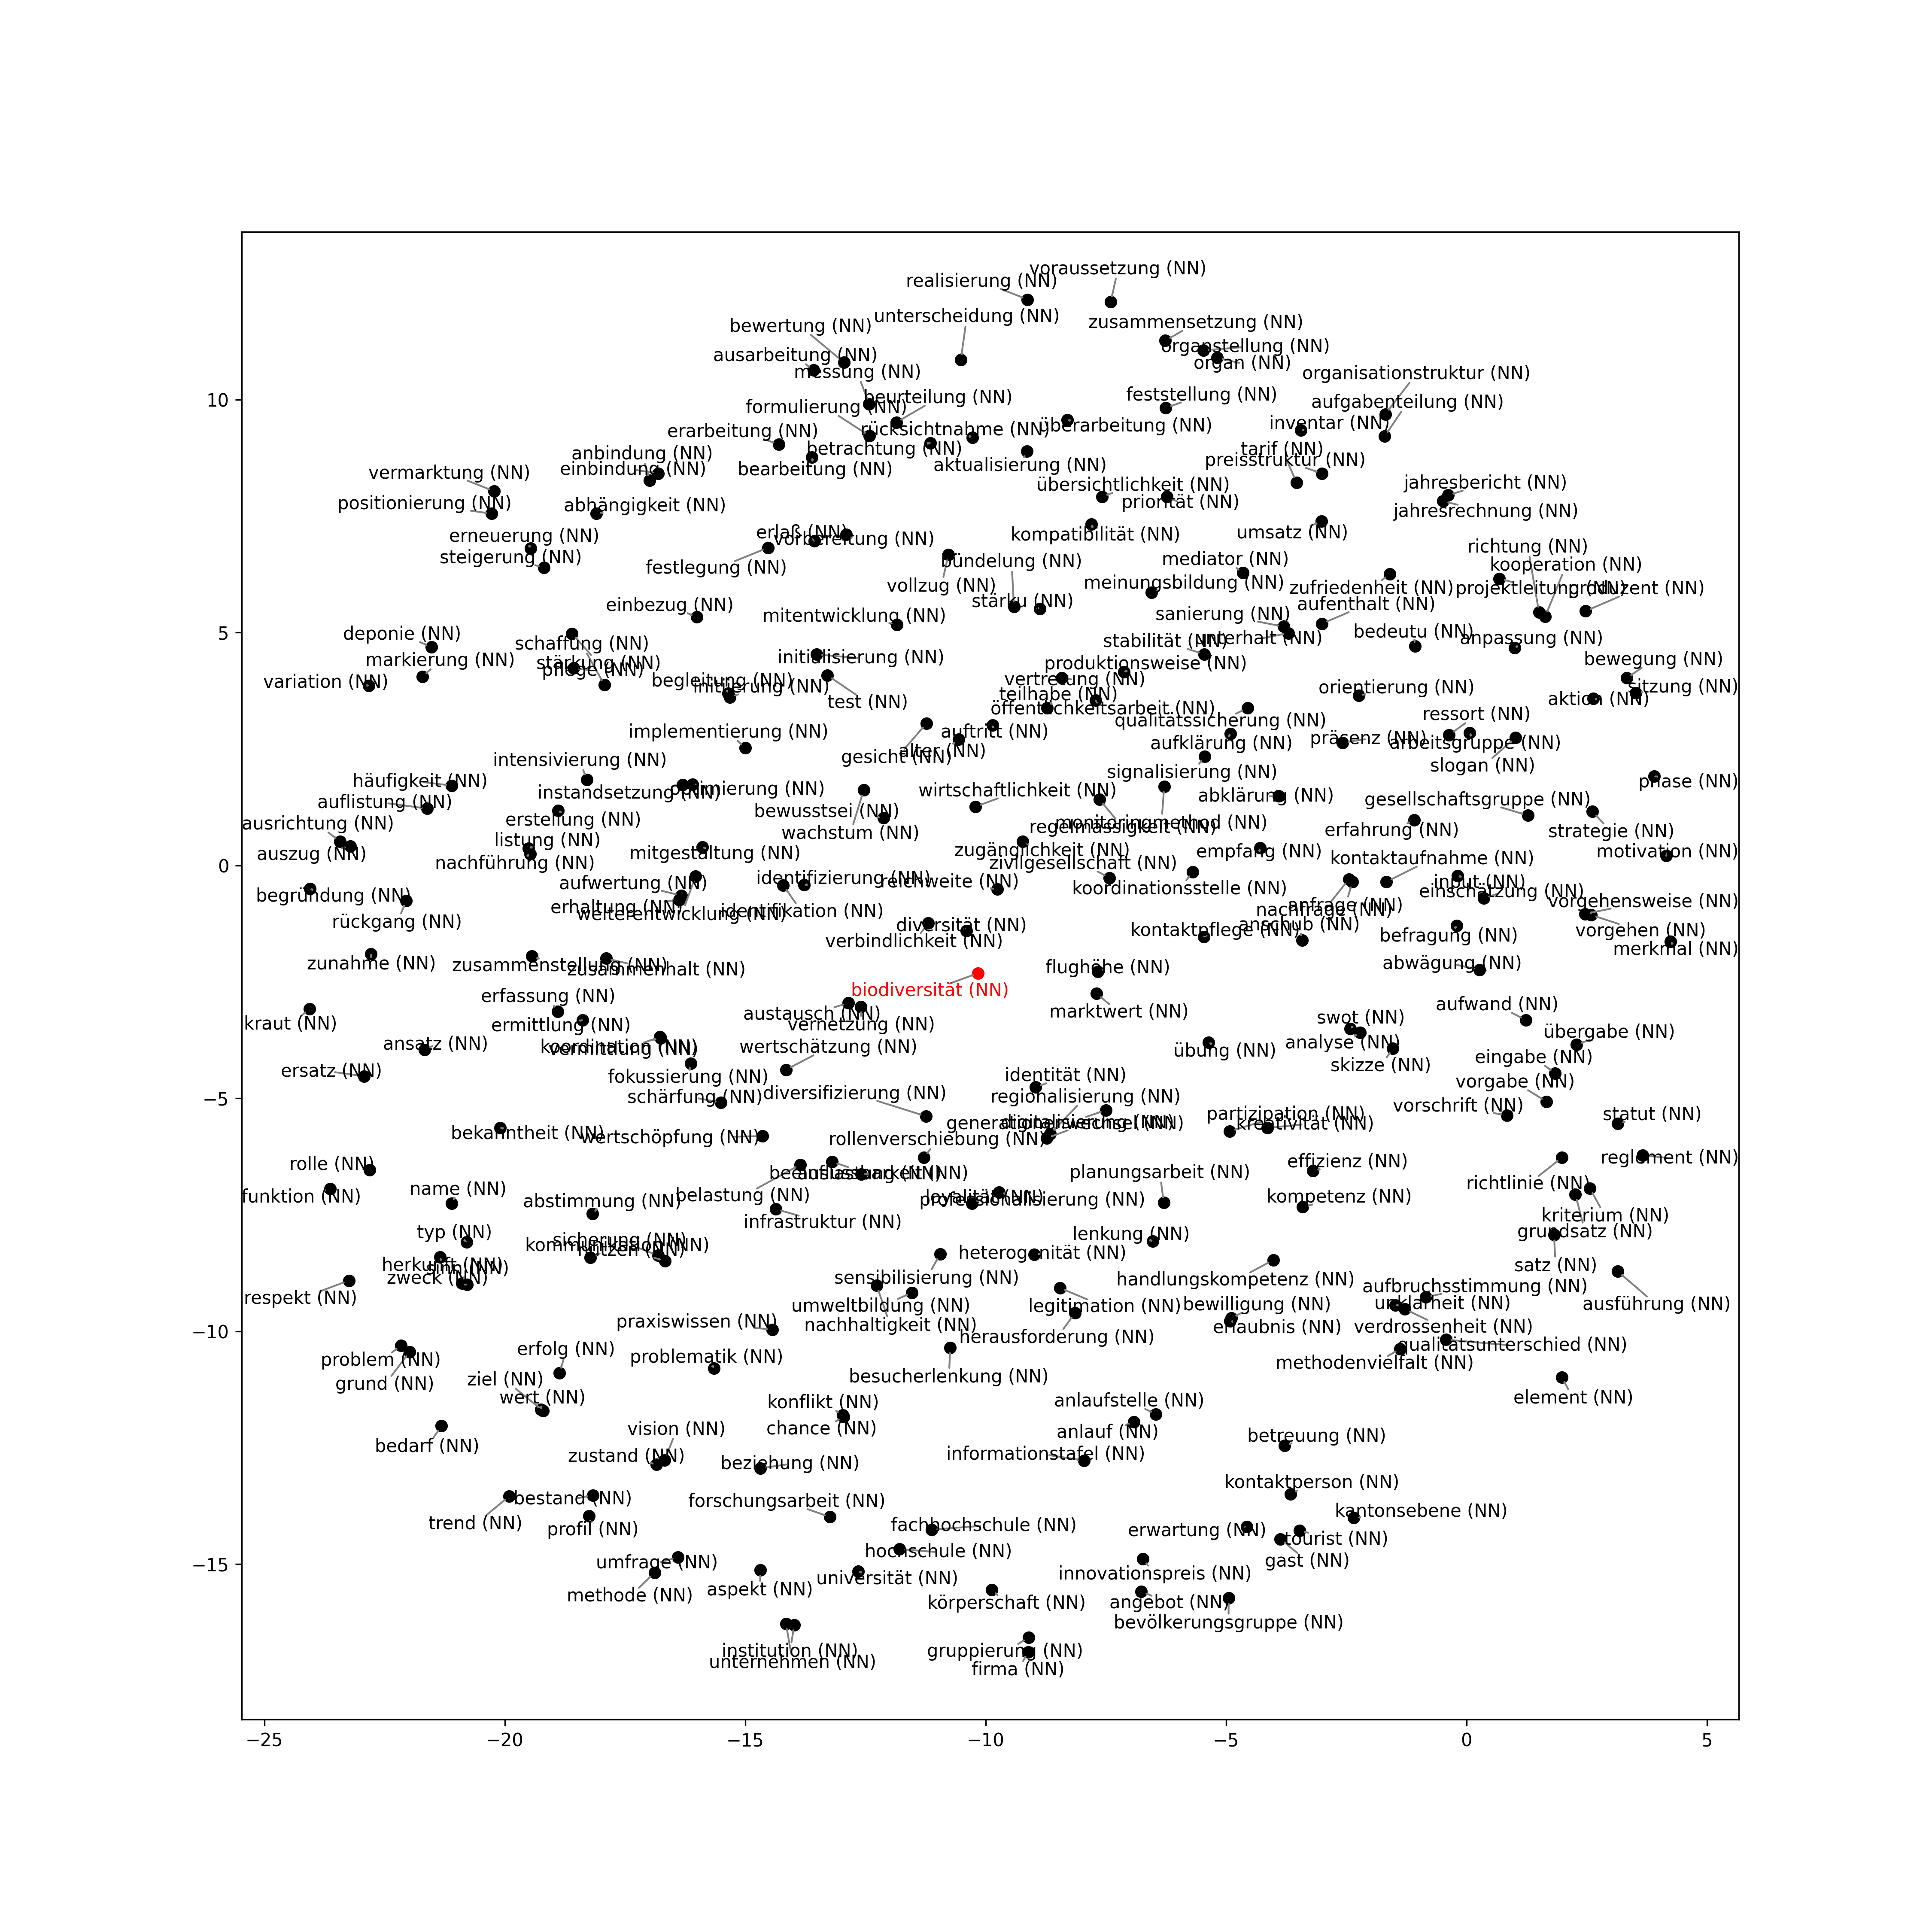 voraussetzung (NN)
realisierung (NN)
unterscheidung (NN)
zusammensetzung (NN)
bewertung (NN)
organstellung (NN)
ausarbeitung (NN)
organ (NN)
messung (NN)
organisationstruktur (NN)
feststellung (NN)
beurteilung (NN)
aufgabenteilung (NN)
formulierung (NN)
10
inventar (NN)
überarbeitung (NN)
rücksichtnahme (NN)
erarbeitung (NN)
betrachtung (NN)
tarif (NN)
anbindung (NN)
preisstruktur (NN)
aktualisierung (NN)
einbindung (NN)
bearbeitung (NN)
vermarktung (NN)
übersichtlichkeit (NN)
jahresbericht (NN)
priorität (NN)
positionierung (NN)
abhängigkeit (NN)
jahresrechnung (NN)
erlaß (NN)
umsatz (NN)
kompatibilität (NN)
erneuerung (NN)
vorbereitung (NN)
richtung (NN)
steigerung (NN)
mediator (NN)
bündelung (NN)
kooperation (NN)
festlegung (NN)
meinungsbildung (NN)
vollzug (NN)
zufriedenheit (NN)
projektleitung (NN)
produzent (NN)
stärku (NN)
einbezug (NN)
aufenthalt (NN)
mitentwicklung (NN)
sanierung (NN)
5
deponie (NN)
bedeutu (NN)
unterhalt (NN)
anpassung (NN)
stabilität (NN)
schaffung (NN)
initialisierung (NN)
markierung (NN)
bewegung (NN)
stärkung (NN)
produktionsweise (NN)
pflege (NN)
variation (NN)
begleitung (NN)
vertretung (NN)
initiierung (NN)
orientierung (NN)
sitzung (NN)
teilhabe (NN)
test (NN)
aktion (NN)
öffentlichkeitsarbeit (NN)
ressort (NN)
qualitätssicherung (NN)
implementierung (NN)
auftritt (NN)
präsenz (NN)
aufklärung (NN)
arbeitsgruppe (NN)
alter (NN)
gesicht (NN)
intensivierung (NN)
slogan (NN)
signalisierung (NN)
häufigkeit (NN)
phase (NN)
instandsetzung (NN)
wirtschaftlichkeit (NN)
abklärung (NN)
gesellschaftsgruppe (NN)
auflistung (NN)
bewusstsei (NN)
erstellung (NN)
ausrichtung (NN)
monitoringmethod (NN)
regelmässigkeit (NN)
wachstum (NN)
erfahrung (NN)
strategie (NN)
listung (NN)
zugänglichkeit (NN)
empfang (NN)
motivation (NN)
mitgestaltung (NN)
auszug (NN)
0
kontaktaufnahme (NN)
nachführung (NN)
zivilgesellschaft (NN)
identifizierung (NN)
reichweite (NN)
input (NN)
aufwertung (NN)
koordinationsstelle (NN)
einschätzung (NN)
begründung (NN)
vorgehensweise (NN)
anfrage (NN)
erhaltung (NN)
nachfrage (NN)
identifikation (NN)
weiterentwicklung (NN)
rückgang (NN)
anschub (NN)
diversität (NN)
kontaktpflege (NN)
vorgehen (NN)
befragung (NN)
verbindlichkeit (NN)
merkmal (NN)
zunahme (NN)
abwägung (NN)
zusammenstellung (NN)
flughöhe (NN)
zusammenhalt (NN)
biodiversität (NN)
erfassung (NN)
aufwand (NN)
marktwert (NN)
austausch (NN)
swot (NN)
kraut (NN)
ermittlung (NN)
vernetzung (NN)
übergabe (NN)
analyse (NN)
ansatz (NN)
koordination (NN)
wertschätzung (NN)
vermittlung (NN)
übung (NN)
eingabe (NN)
skizze (NN)
ersatz (NN)
identität (NN)
fokussierung (NN)
vorgabe (NN)
diversifizierung (NN)
schärfung (NN)
regionalisierung (NN)
−5
vorschrift (NN)
partizipation (NN)
statut (NN)
generationenwechsel (NN)
digitalisierung (NN)
kreativität (NN)
bekanntheit (NN)
wertschöpfung (NN)
rollenverschiebung (NN)
reglement (NN)
effizienz (NN)
rolle (NN)
planungsarbeit (NN)
richtlinie (NN)
name (NN)
funktion (NN)
belastung (NN)
loyalität (NN)
kompetenz (NN)
abstimmung (NN)
professionalisierung (NN)
kriterium (NN)
infrastruktur (NN)
typ (NN)
lenkung (NN)
grundsatz (NN)
sicherung (NN)
kommunikation (NN)
nutzen (NN)
heterogenität (NN)
herkunft (NN)
satz (NN)
sinn (NN)
zweck (NN)
sensibilisierung (NN)
handlungskompetenz (NN)
aufbruchsstimmung (NN)
respekt (NN)
umweltbildung (NN)
legitimation (NN)
bewilligung (NN)
unklarheit (NN)
ausführung (NN)
praxiswissen (NN)
nachhaltigkeit (NN)
erlaubnis (NN)
verdrossenheit (NN)
−10
herausforderung (NN)
qualitätsunterschied (NN)
erfolg (NN)
problem (NN)
problematik (NN)
methodenvielfalt (NN)
besucherlenkung (NN)
ziel (NN)
grund (NN)
wert (NN)
element (NN)
konflikt (NN)
anlaufstelle (NN)
vision (NN)
chance (NN)
anlauf (NN)
betreuung (NN)
bedarf (NN)
informationstafel (NN)
zustand (NN)
beziehung (NN)
kontaktperson (NN)
bestand (NN)
forschungsarbeit (NN)
kantonsebene (NN)
trend (NN)
fachhochschule (NN)
profil (NN)
erwartung (NN)
tourist (NN)
hochschule (NN)
gast (NN)
umfrage (NN)
−15
innovationspreis (NN)
universität (NN)
aspekt (NN)
methode (NN)
körperschaft (NN)
angebot (NN)
bevölkerungsgruppe (NN)
institution (NN)
gruppierung (NN)
unternehmen (NN)
firma (NN)
−25 −20 −15 −10 −5 0 5